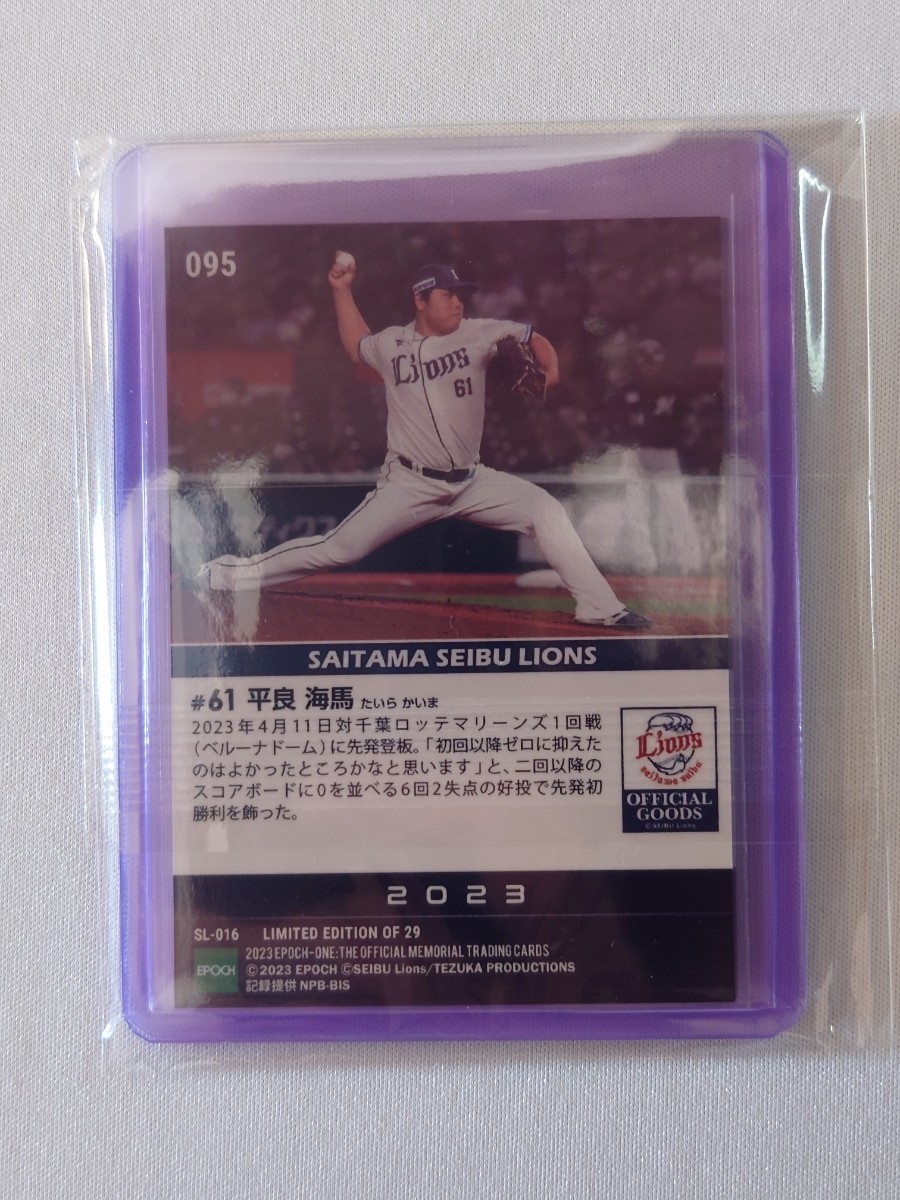 095
Lions
61
SAITAMA SEIBU LIONS
#61 平良 海馬 たいら かいま
2023年4月11日対千葉ロッテマリーンズ1回戦
（ベルーナドーム）に先発登板。「初回以降ゼロに抑えた
のはよかったところかなと思います」と、二回以降の
スコアボードに0を並べる6回2失点の好投で先発初
勝利を飾った。
Lions
saitama seibu
OFFICIAL
GOODS
©SEIBU Lions
2023
SL-016 LIMITED EDITION OF 29
2023 EPOCH-ONE:THE OFFICIAL MEMORIAL TRADING CARDS
EPOCH
©2023 EPOCH ©SEIBU Lions/TEZUKA PRODUCTIONS
記録提供 NPB-BIS